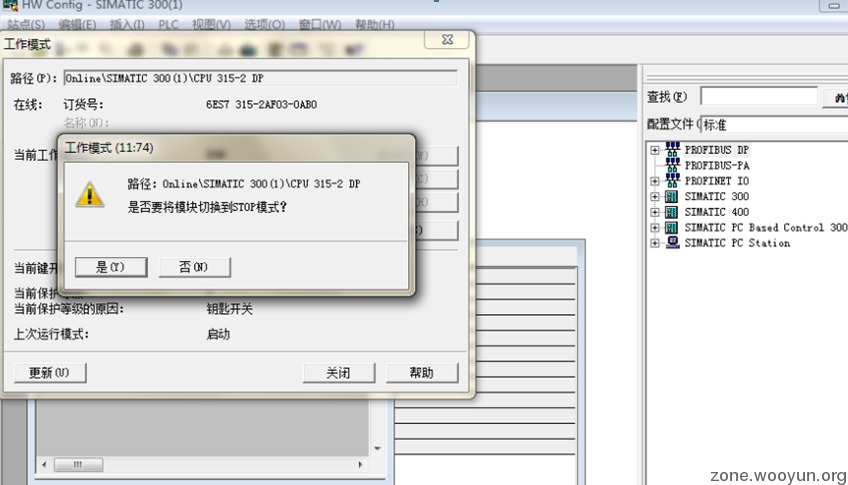 HW Config - SIMATIC 300(1)
站点(S) 编辑(E) 插入(I) PLC 视图(V) 选项(O) 窗口(W) 帮助(H)
工作模式
路径(P): Online\SIMATIC 300(1)\CPU 315-2 DP
在线: 订货号: 6ES7 315-2AF03-0AB0
名称(N):
当前工作
工作模式 (11:74)
路径: Online\SIMATIC 300(1)\CPU 315-2 DP
是否要将模块切换到STOP模式?
是(Y) 否(N)
当前键开
当前保护
当前保护等级的原因: 钥匙开关
上次运行模式: 启动
更新(U) 关闭 帮助
查找(F)
配置文件( 标准
PROFIBUS DP
PROFIBUS-PA
PROFINET IO
SIMATIC 300
SIMATIC 400
SIMATIC PC Based Control 300
SIMATIC PC Station
zone.wooyun.org